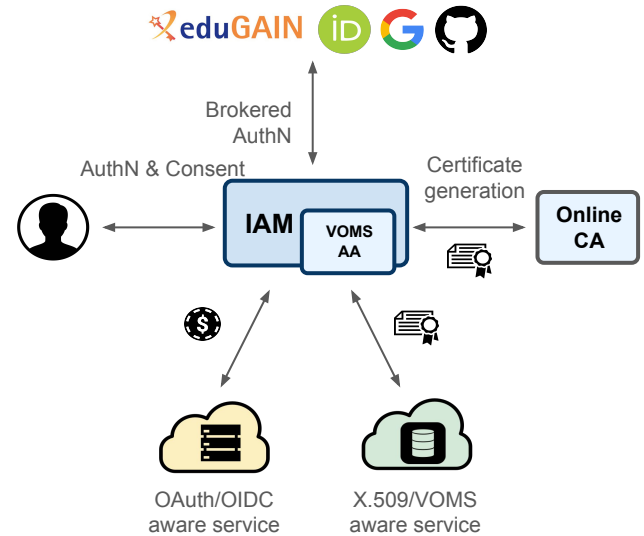 eduGAIN iD G
Brokered
AuthN
AuthN & Consent
Certificate
generation
IAM
VOMS
AA
Online
CA
$
OAuth/OIDC
aware service
X.509/VOMS
aware service